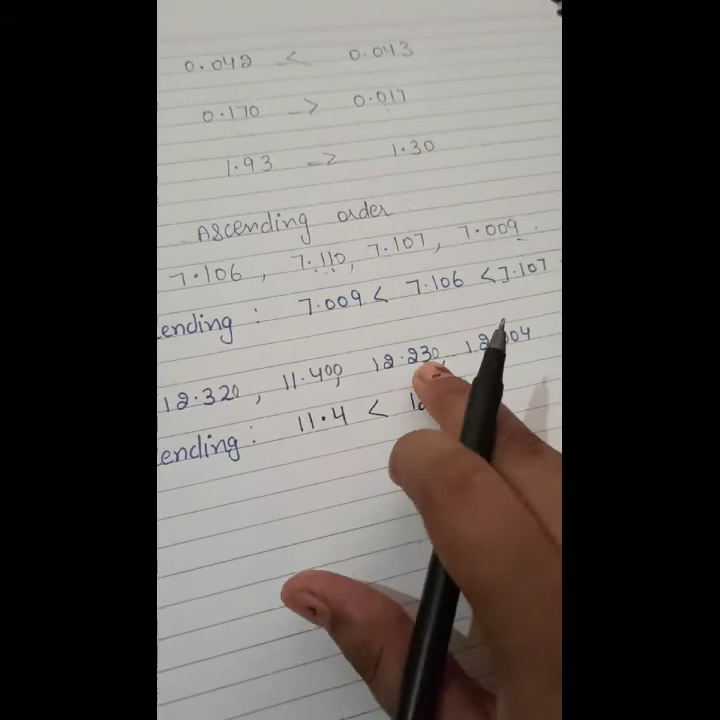 0.042 < 0.043
0.170 > 0.017
1.93 > 1.30
Ascending order
7.106, 7.110, 7.107, 7.009.
ending: 7.009 < 7.106 < 7.107
12.320, 11.400, 12.230,
ending: 11.4 <